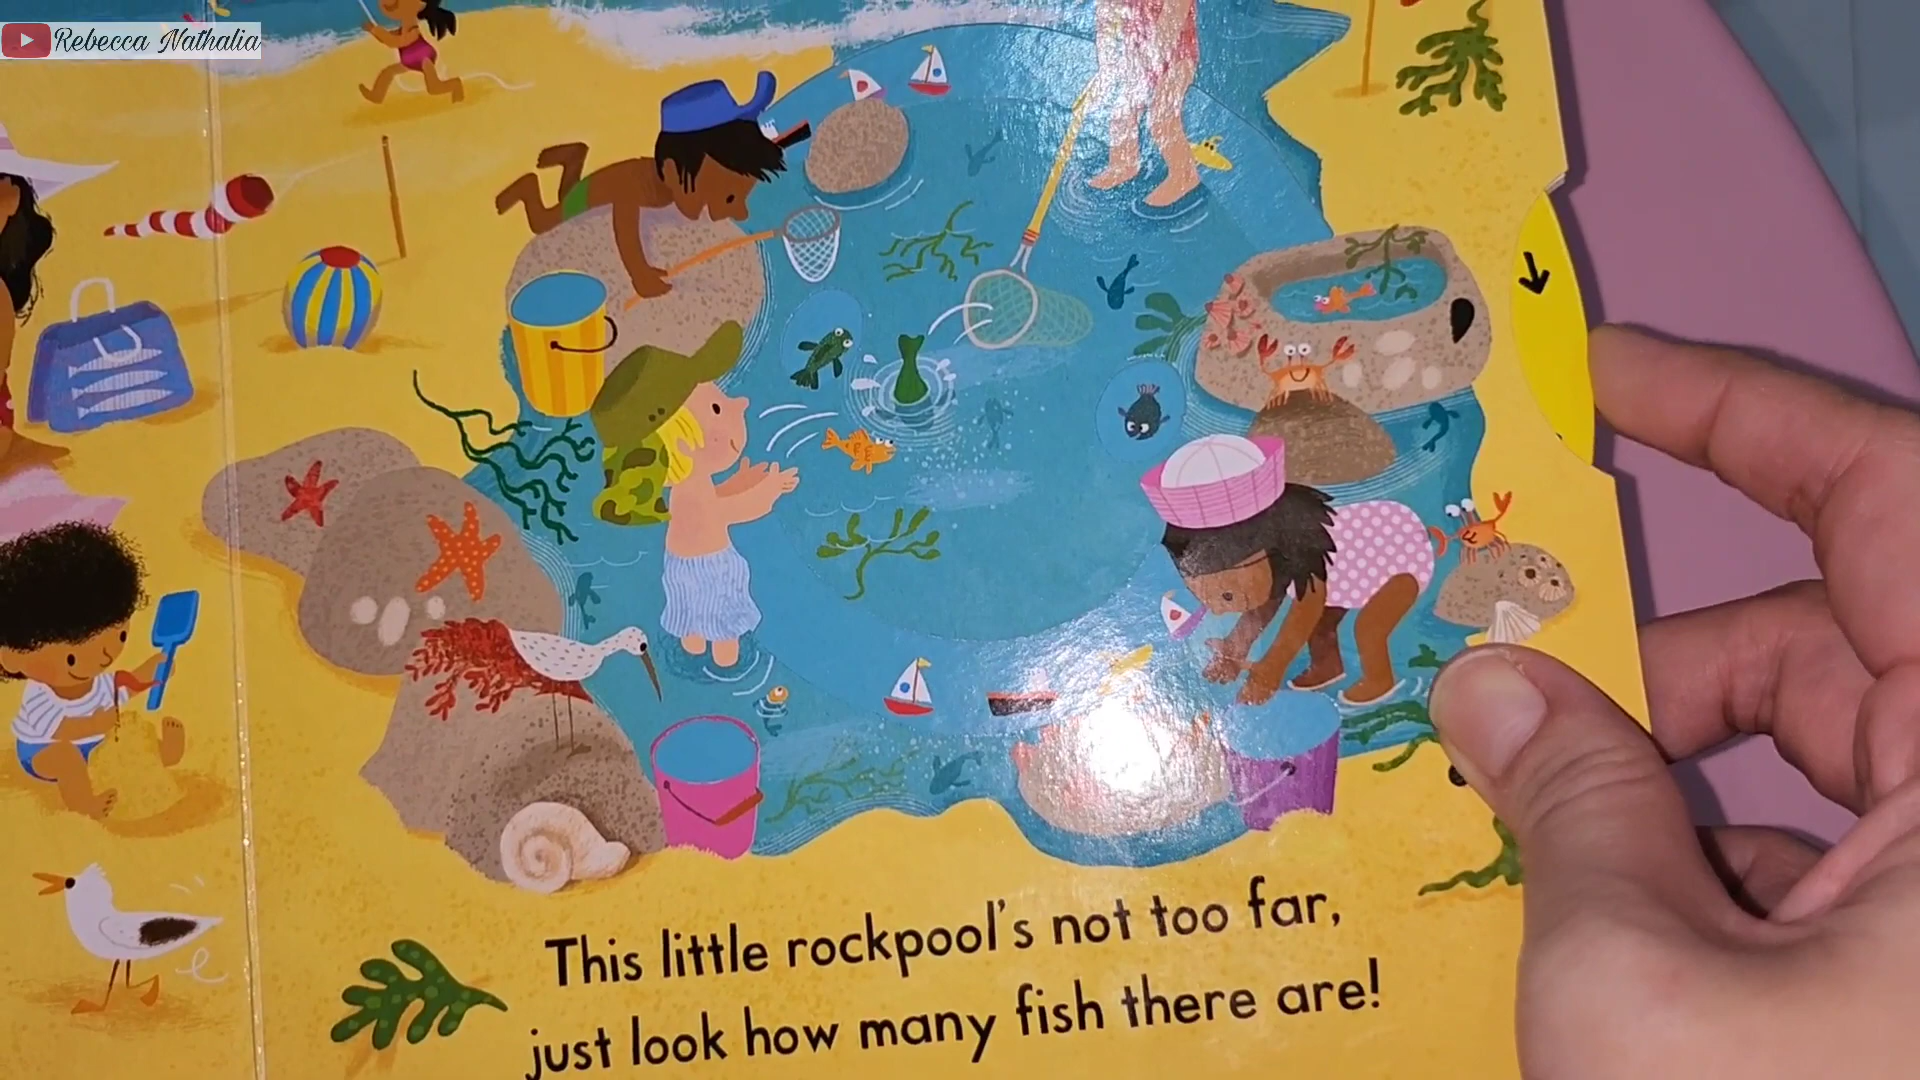 Rebecca Nathalia
This little rockpool's not too far,
just look how many fish there are!